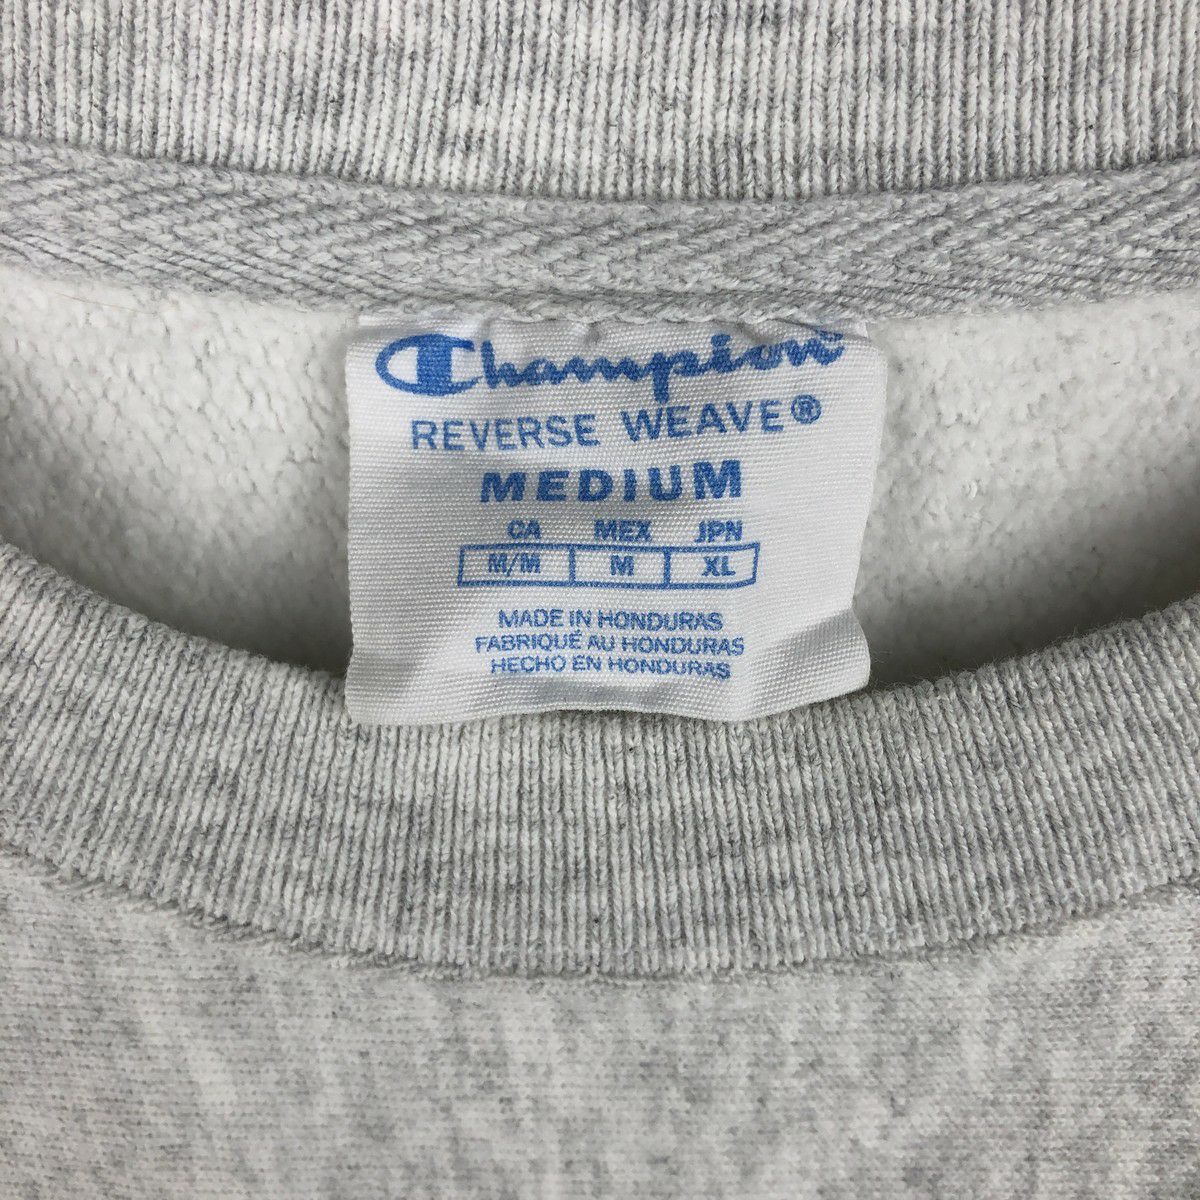 Champion®
REVERSE WEAVE®
MEDIUM
CA MEX JPN
M/M M XL
MADE IN HONDURAS
FABRIQUÉ AU HONDURAS
HECHO EN HONDURAS